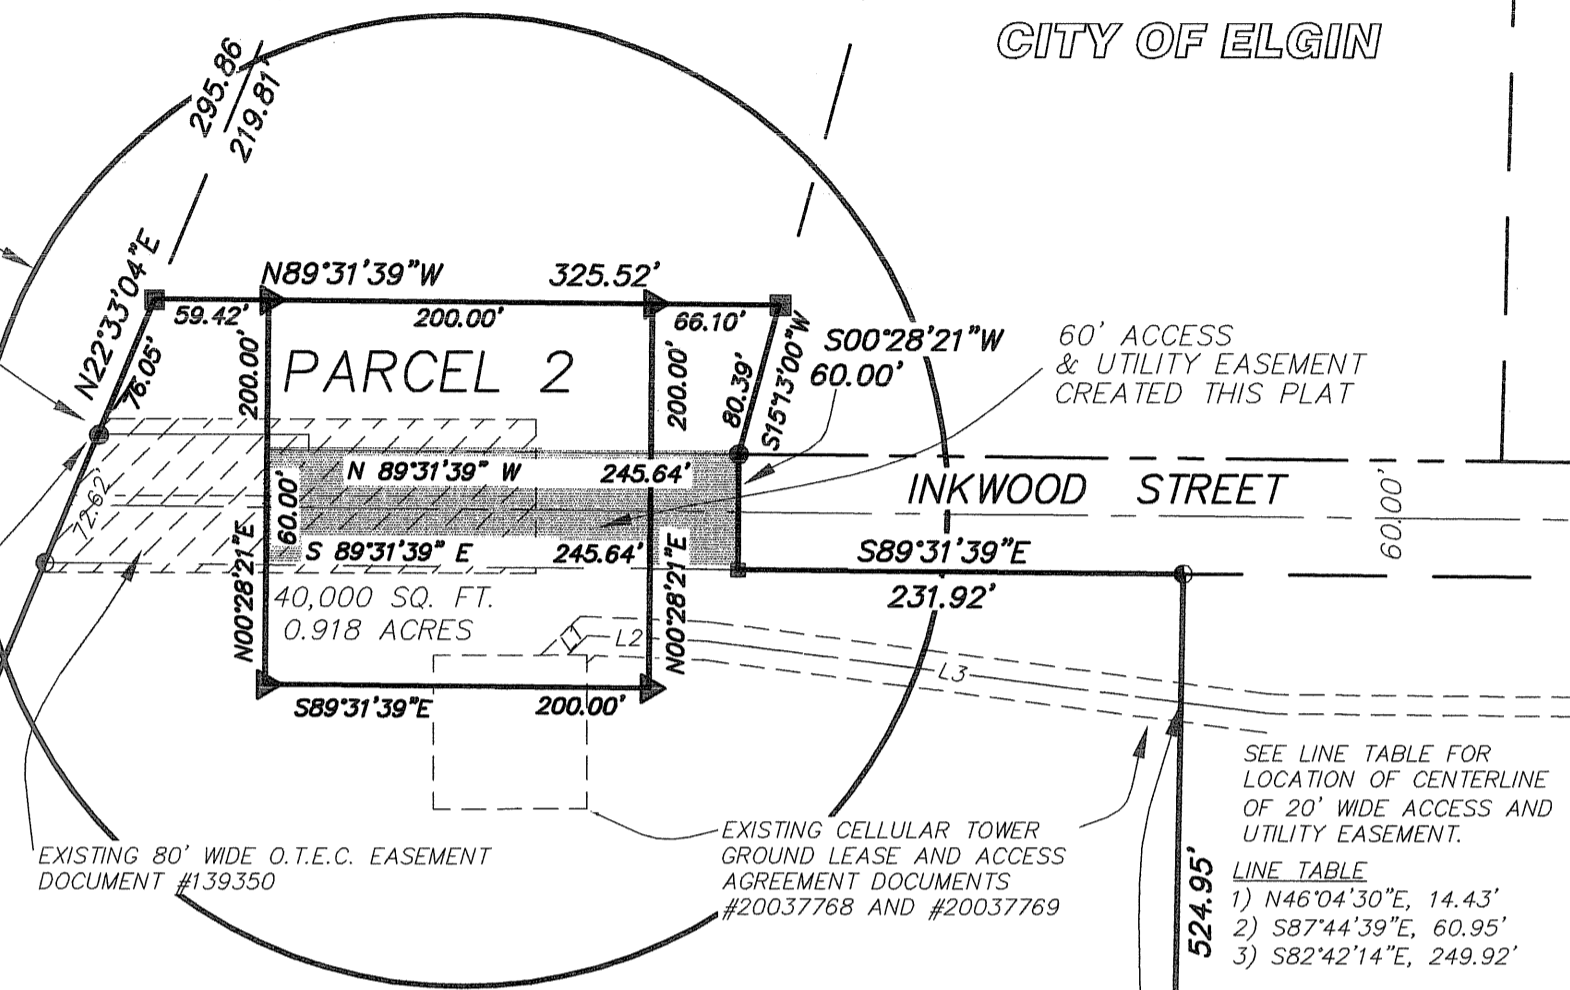 CITY OF ELGIN
295.86
219.81'
N22°33'04"E
76.05'
N89°31'39"W 325.52'
59.42'
200.00'
66.10'
200.00'
PARCEL 2
200.00'
80.39'
S15°13'00"W
S00°28'21"W
60.00'
60' ACCESS
& UTILITY EASEMENT
CREATED THIS PLAT
72.62'
N 89°31'39" W 245.64'
60.00'
S 89°31'39" E 245.64'
INKWOOD STREET
60.00'
S89°31'39"E
231.92'
N00°28'21"E
40,000 SQ. FT.
0.918 ACRES
N00°28'21"E
L1
L2
L3
S89°31'39"E 200.00'
EXISTING 80' WIDE O.T.E.C. EASEMENT
DOCUMENT #139350
EXISTING CELLULAR TOWER
GROUND LEASE AND ACCESS
AGREEMENT DOCUMENTS
#20037768 AND #20037769
524.95'
SEE LINE TABLE FOR
LOCATION OF CENTERLINE
OF 20' WIDE ACCESS AND
UTILITY EASEMENT.
LINE TABLE
1) N46°04'30"E, 14.43'
2) S87°44'39"E, 60.95'
3) S82°42'14"E, 249.92'